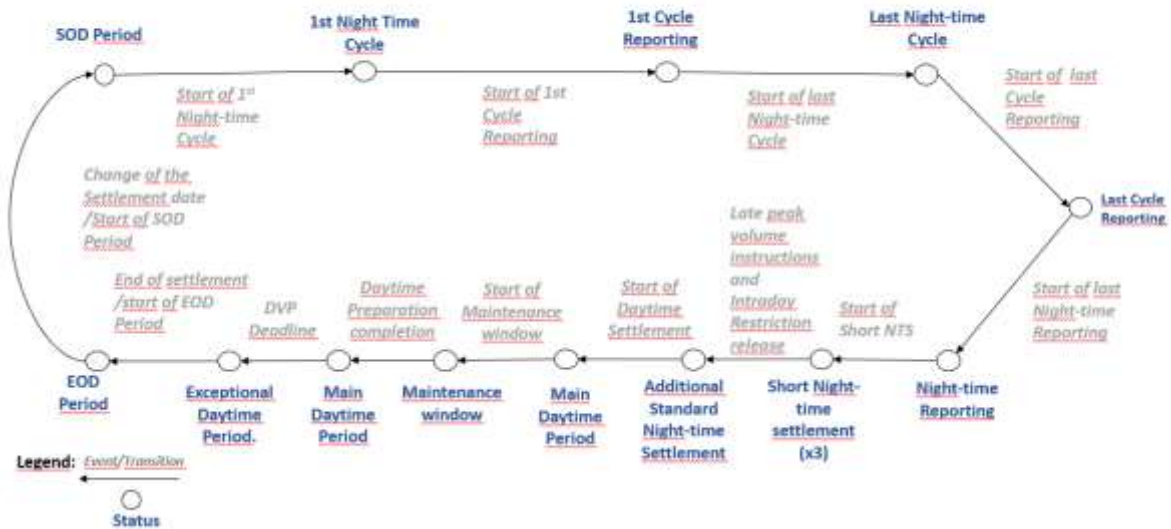 SOD Period
1st Night Time
Cycle
1st Cycle
Reporting
Last Night-time
Cycle
Start of 1st
Night-time
Cycle
Start of 1st
Cycle
Reporting
Start of last
Night-time
Cycle
Start of last
Cycle
Reporting
Change of the
Settlement date
/Start of SOD
Period
Last Cycle
Reporting
End of settlement
/start of EOD
Period
DVP
Deadline
Daytime
Preparation
completion
Start of
Maintenance
window
Start of
Daytime
Settlement
Late peak
volume
instructions
and
Intraday
Restriction
release
Start of
Short NTS
Start of last
Night-time
Reporting
EOD
Period
Exceptional
Daytime
Period.
Main
Daytime
Period
Maintenance
window
Main
Daytime
Period
Additional
Standard
Night-time
Settlement
Short Night-
time
settlement
(x3)
Night-time
Reporting
Legend: Event/Transition
Status